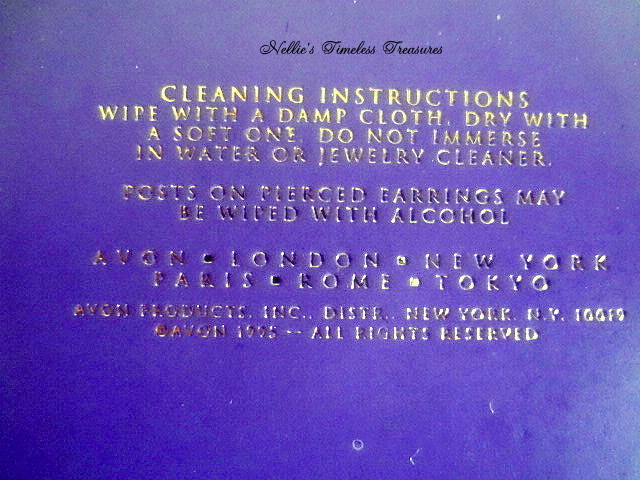 Nellie's Timeless Treasures
CLEANING INSTRUCTIONS
WIPE WITH A DAMP CLOTH. DRY WITH
A SOFT ONE. DO NOT IMMERSE
IN WATER OR JEWELRY CLEANER.
POSTS ON PIERCED EARRINGS MAY
BE WIPED WITH ALCOHOL
AVON ▪ LONDON ▪ NEW YORK
PARIS ▪ ROME ▪ TOKYO
AVON PRODUCTS, INC., DISTR., NEW YORK, N.Y. 10019
©AVON 1995 — ALL RIGHTS RESERVED